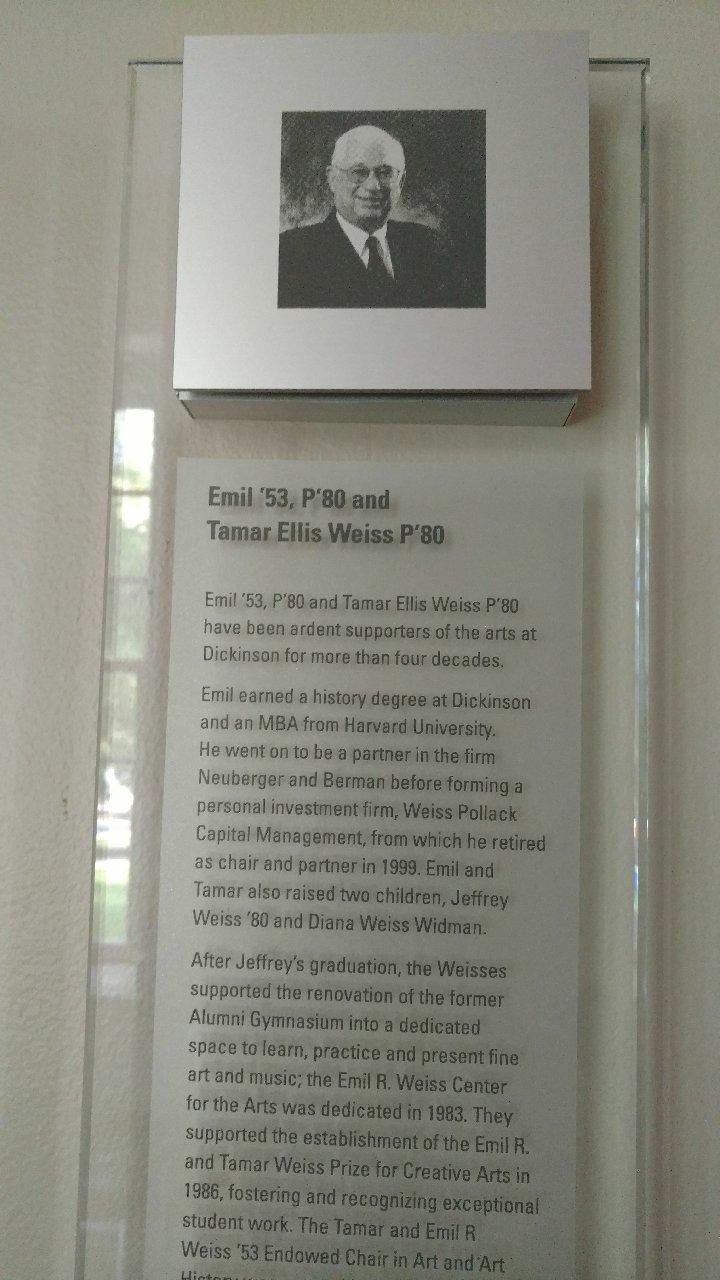 Emil '53, P'80 and
Tamar Ellis Weiss P'80
Emil '53, P'80 and Tamar Ellis Weiss P'80
have been ardent supporters of the arts at
Dickinson for more than four decades.
Emil earned a history degree at Dickinson
and an MBA from Harvard University.
He went on to be a partner in the firm
Neuberger and Berman before forming a
personal investment firm, Weiss Pollack
Capital Management, from which he retired
as chair and partner in 1999. Emil and
Tamar also raised two children, Jeffrey
Weiss '80 and Diana Weiss Widman.
After Jeffrey's graduation, the Weisses
supported the renovation of the former
Alumni Gymnasium into a dedicated
space to learn, practice and present fine
art and music; the Emil R. Weiss Center
for the Arts was dedicated in 1983. They
supported the establishment of the Emil R.
and Tamar Weiss Prize for Creative Arts in
1986, fostering and recognizing exceptional
student work. The Tamar and Emil R
Weiss '53 Endowed Chair in Art and Art